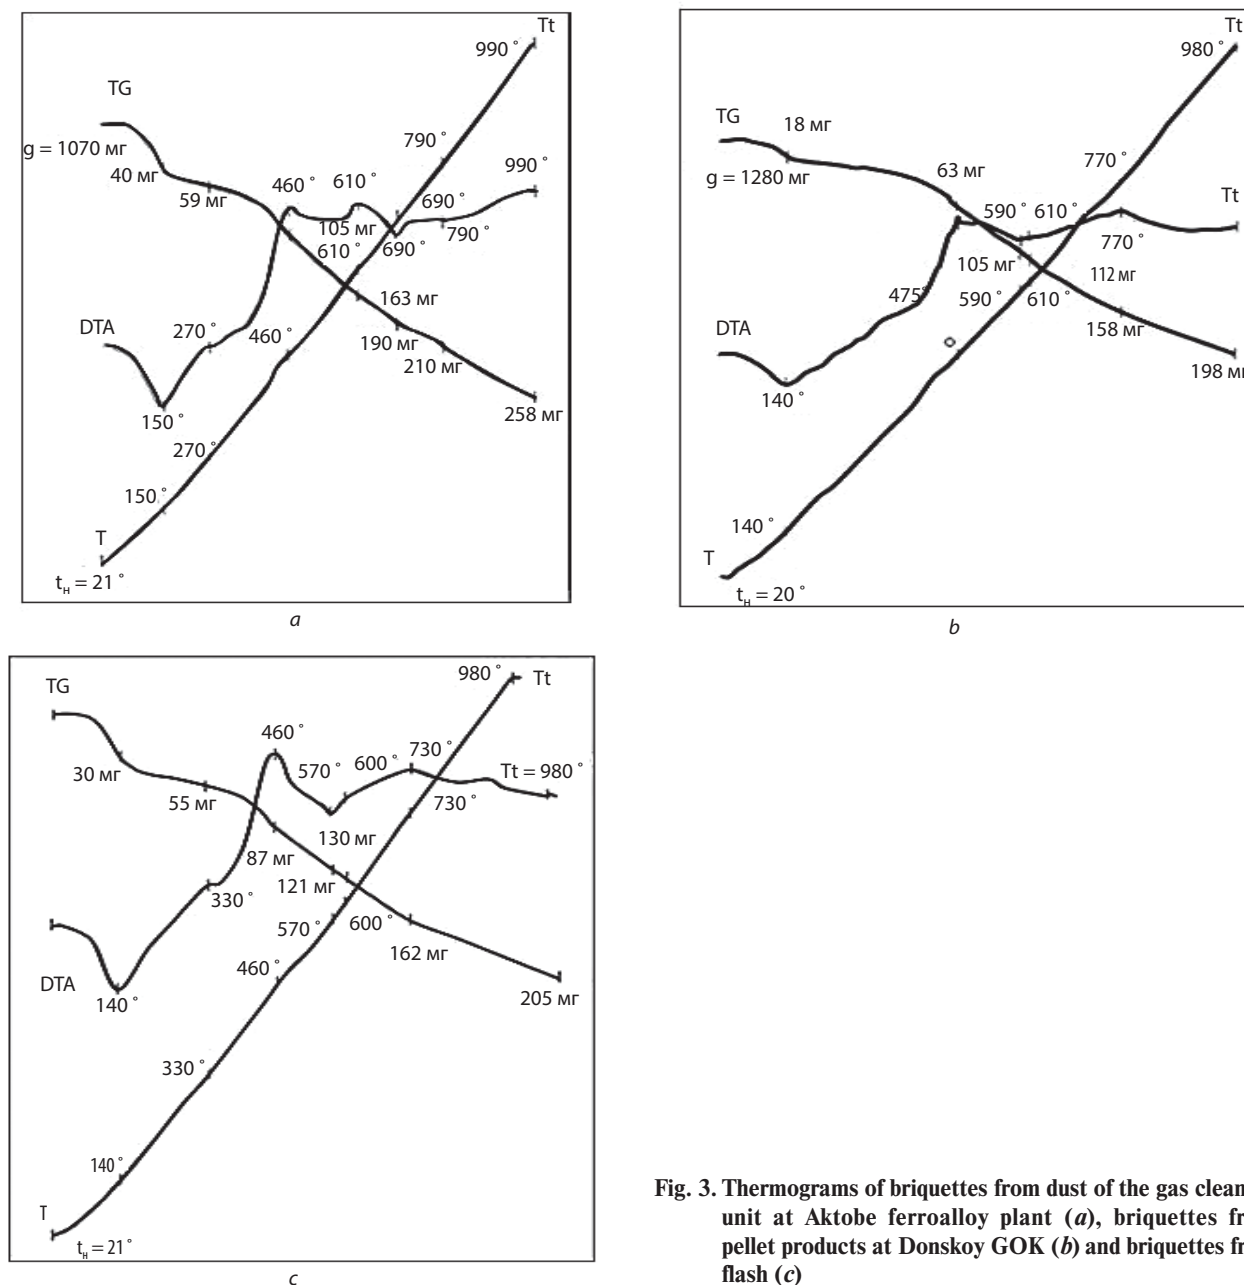 Tt
990°
TG
790°
g = 1070 мг
40 мг
990°
460°
610°
59 мг
690°
105 мг
790°
610°
690°
163 мг
DTA
270°
460°
190 мг
210 мг
150°
258 мг
270°
150°
T
tн = 21°
a
Tt
980°
TG
18 мг
770°
63 мг
g = 1280 мг
590°
610°
Tt
770°
105 мг
112 мг
475°
590°
610°
DTA
158 мг
198 мг
140°
140°
T
tн = 20°
b
TG
980°
Tt
460°
730°
570°
600°
30 мг
Tt = 980°
55 мг
730°
130 мг
87 мг
121 мг
330°
570°
600°
162 мг
DTA
460°
140°
205 мг
330°
140°
T
tн = 21°
c
Fig. 3. Thermograms of briquettes from dust of the gas clean
unit at Aktobe ferroalloy plant (a), briquettes fr
pellet products at Donskoy GOK (b) and briquettes fr
flash (c)